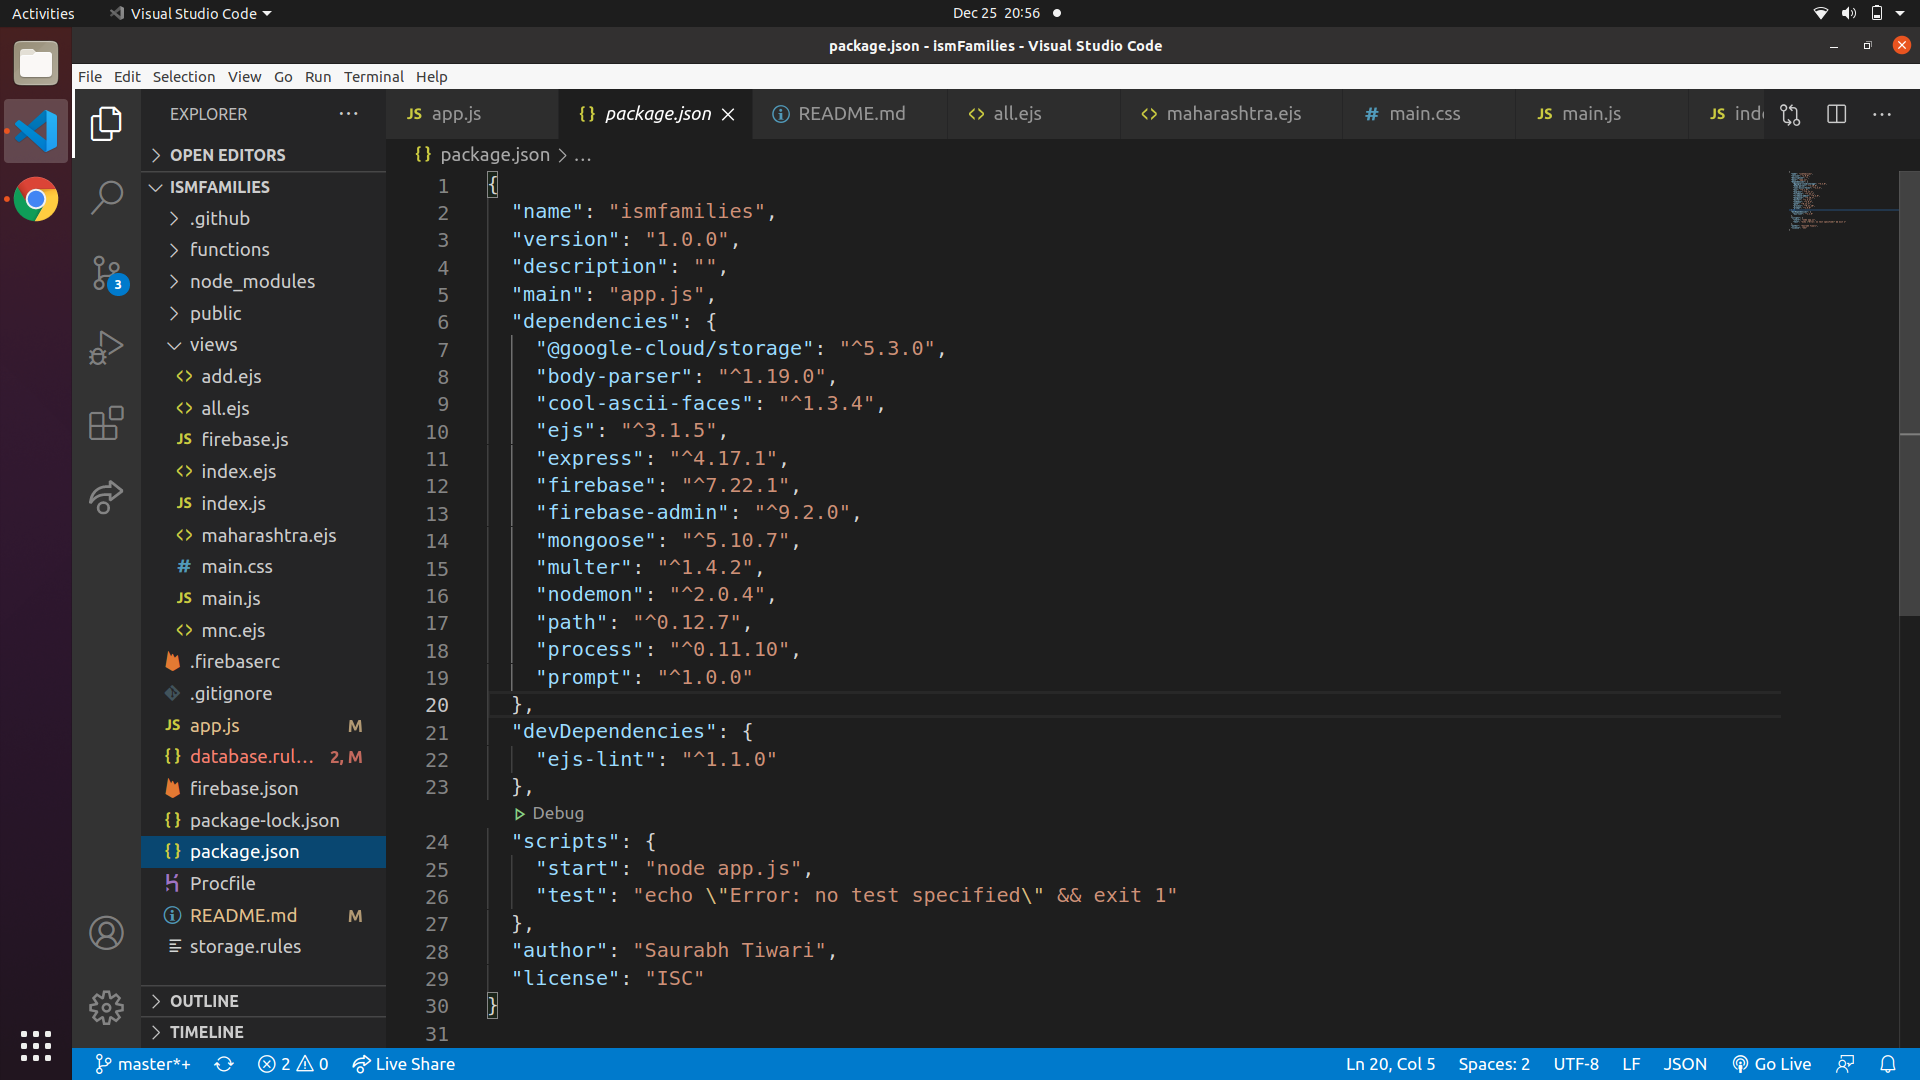 Activities
Visual Studio Code
Dec 25 20:56
package.json - ismFamilies - Visual Studio Code
File Edit Selection View Go Run Terminal Help
EXPLORER
OPEN EDITORS
ISMFAMILIES
.github
functions
node_modules
public
views
add.ejs
all.ejs
JS firebase.js
index.ejs
JS index.js
maharashtra.ejs
# main.css
JS main.js
mnc.ejs
.firebaserc
.gitignore
JS app.js M
{} database.rul... 2, M
firebase.json
{} package-lock.json
{} package.json
Procfile
README.md M
storage.rules
OUTLINE
TIMELINE
JS app.js
{} package.json
README.md
<> all.ejs
<> maharashtra.ejs
# main.css
JS main.js
JS ind
{} package.json > ...
1 {
2 "name": "ismfamilies",
3 "version": "1.0.0",
4 "description": "",
5 "main": "app.js",
6 "dependencies": {
7 "@google-cloud/storage": "^5.3.0",
8 "body-parser": "^1.19.0",
9 "cool-ascii-faces": "^1.3.4",
10 "ejs": "^3.1.5",
11 "express": "^4.17.1",
12 "firebase": "^7.22.1",
13 "firebase-admin": "^9.2.0",
14 "mongoose": "^5.10.7",
15 "multer": "^1.4.2",
16 "nodemon": "^2.0.4",
17 "path": "^0.12.7",
18 "process": "^0.11.10",
19 "prompt": "^1.0.0"
20 },
21 "devDependencies": {
22 "ejs-lint": "^1.1.0"
23 },
Debug
24 "scripts": {
25 "start": "node app.js",
26 "test": "echo \"Error: no test specified\" && exit 1"
27 },
28 "author": "Saurabh Tiwari",
29 "license": "ISC"
30 }
31
3
master*+
2 0
Live Share
Ln 20, Col 5
Spaces: 2
UTF-8
LF
JSON
Go Live